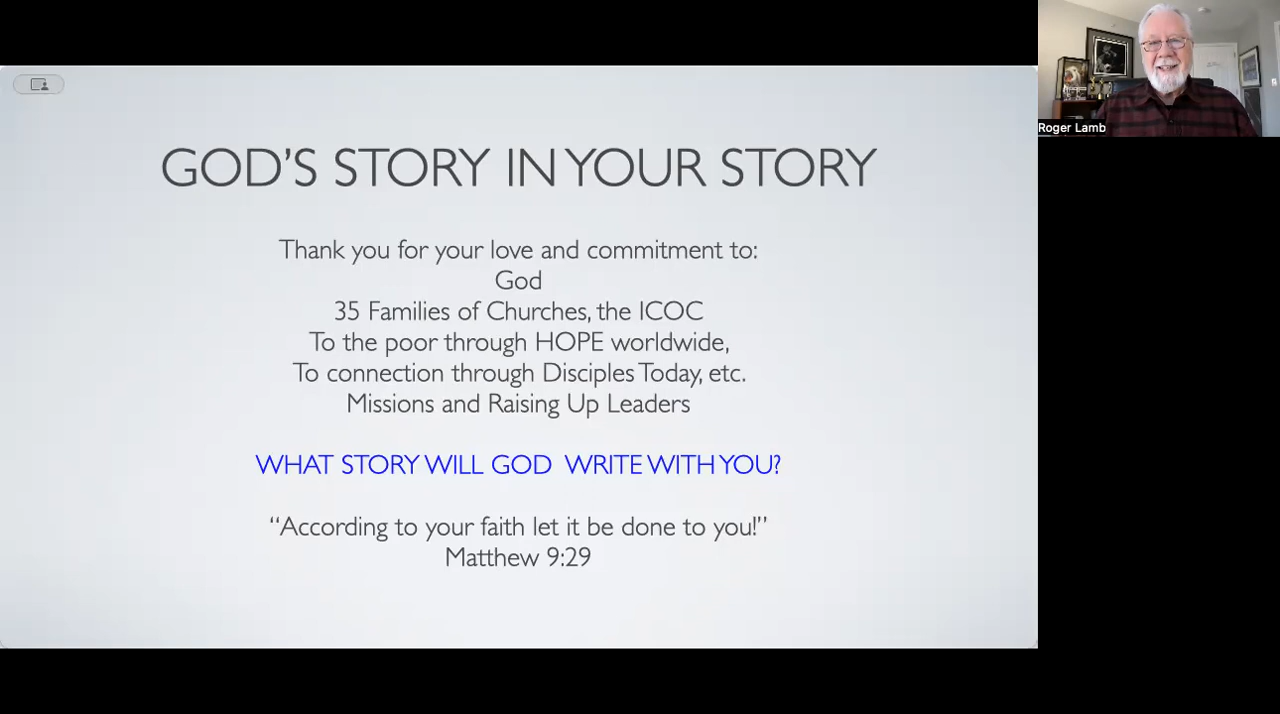 GOD’S STORY IN YOUR STORY
Thank you for your love and commitment to:
God
35 Families of Churches, the ICOC
To the poor through HOPE worldwide,
To connection through Disciples Today, etc.
Missions and Raising Up Leaders
WHAT STORY WILL GOD WRITE WITH YOU?
“According to your faith let it be done to you!”
Matthew 9:29
Roger Lamb